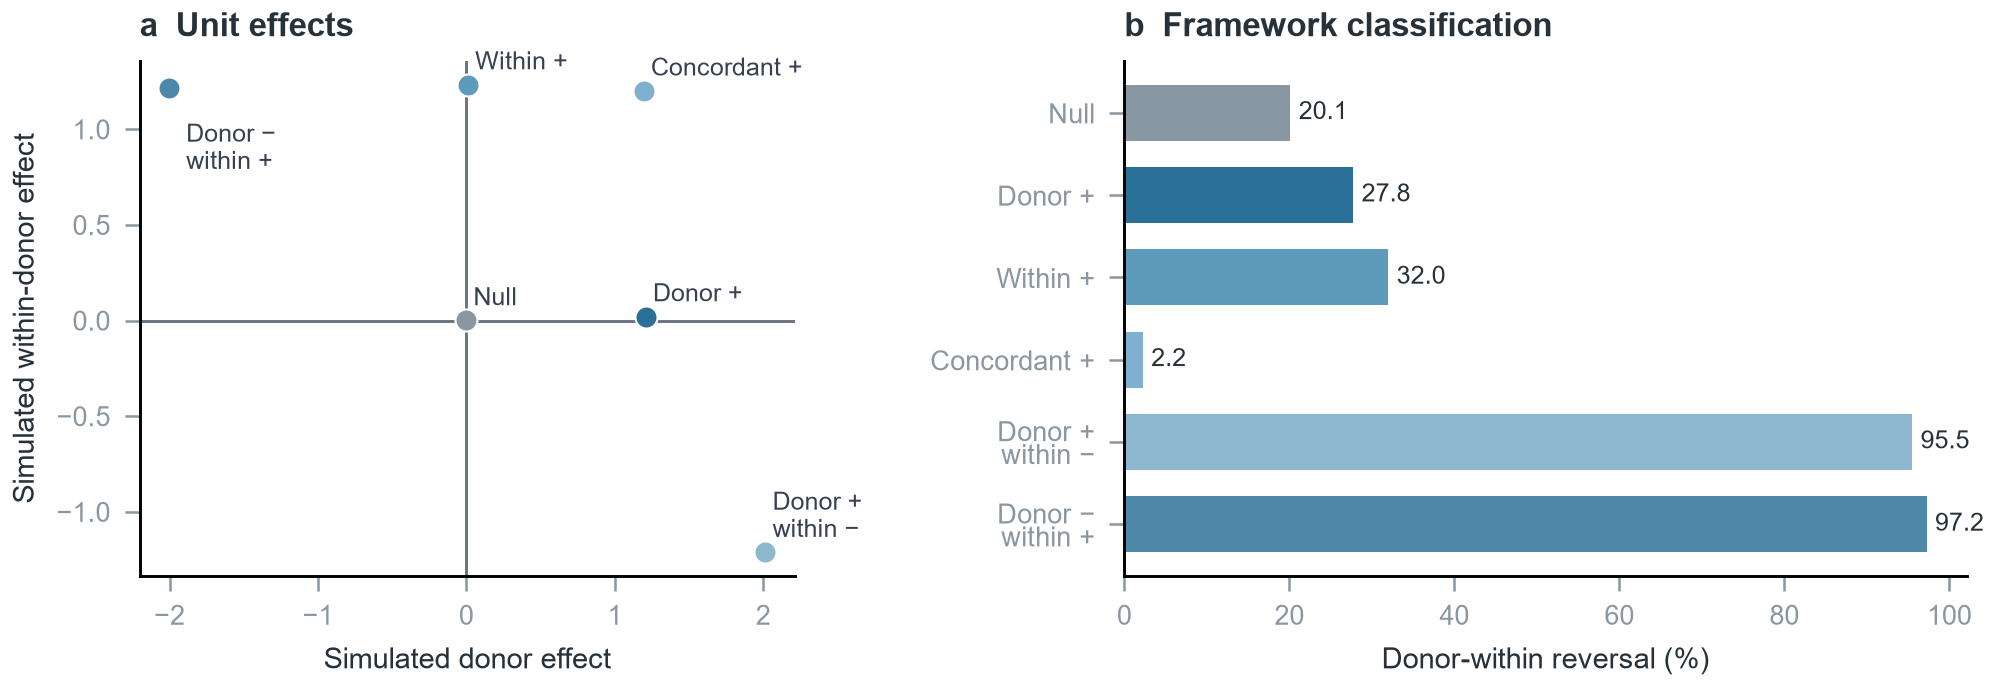 a Unit effects
Simulated within-donor effect
1.0
0.5
0.0
−0.5
−1.0
Within +
Concordant +
Donor −
within +
Null
Donor +
Donor +
within −
−2
−1
0
1
2
Simulated donor effect
b Framework classification
Null
20.1
Donor +
27.8
Within +
32.0
Concordant +
2.2
Donor +
within −
95.5
Donor −
within +
97.2
0
20
40
60
80
100
Donor-within reversal (%)